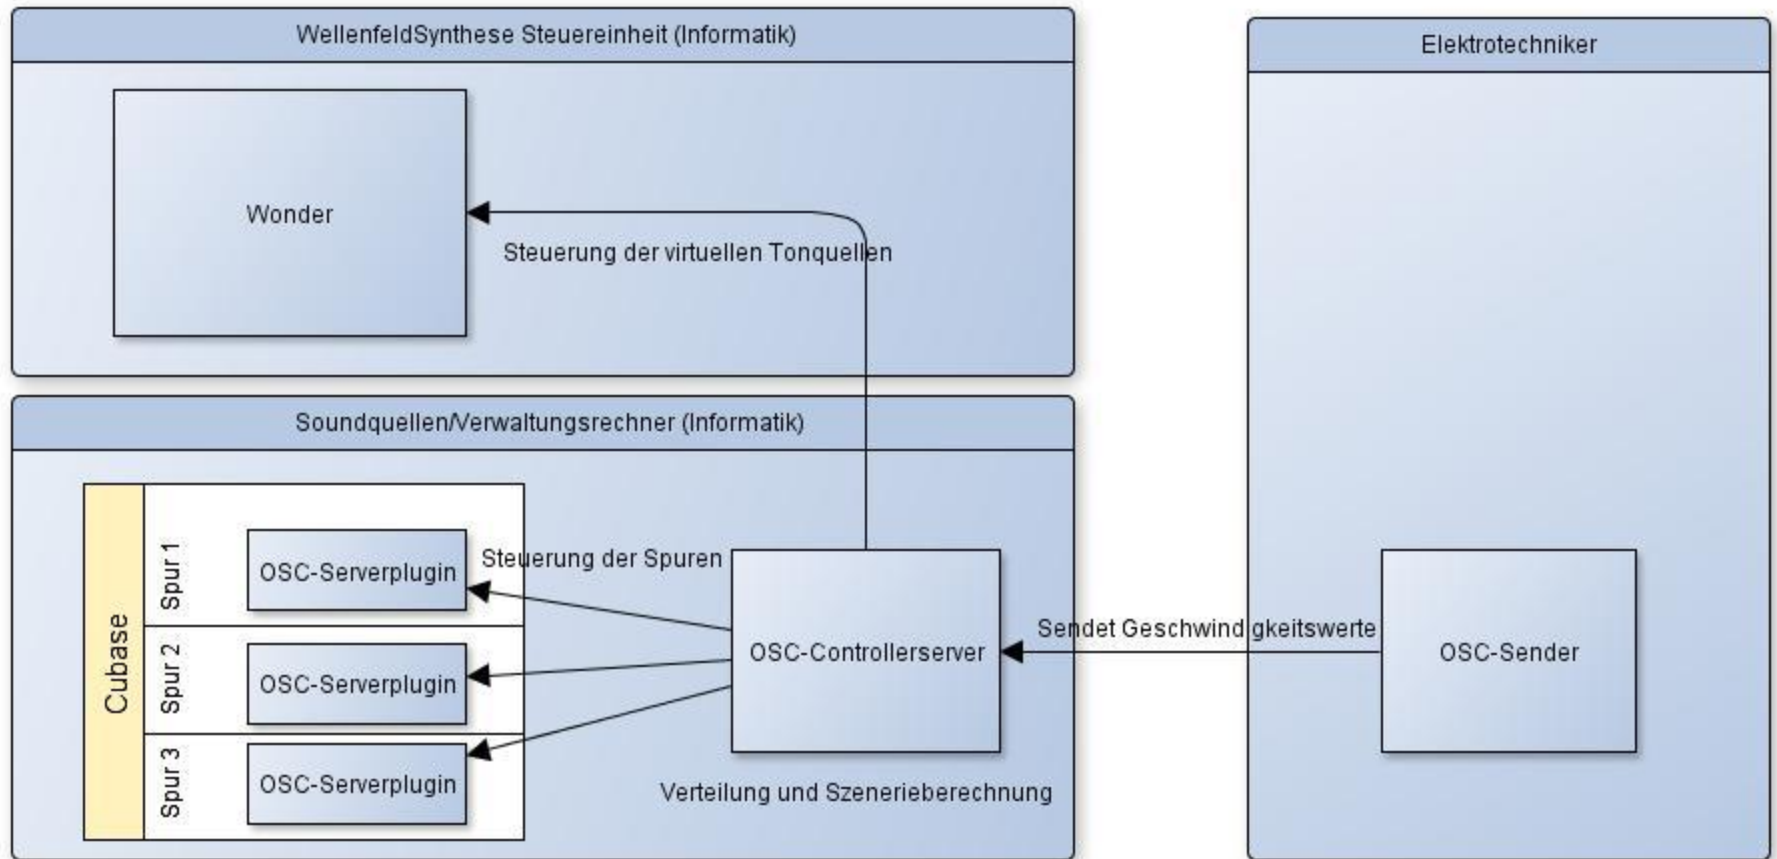 WellenfeldSynthese Steuereinheit (Informatik)
Elektrotechniker
Wonder
Steuerung der virtuellen Tonquellen
Soundquellen/Verwaltungsrechner (Informatik)
Cubase
Spur 1
OSC-Serverplugin
Steuerung der Spuren
Spur 2
OSC-Serverplugin
Spur 3
OSC-Serverplugin
OSC-Controllerserver
Sendet Geschwindigkeitswerte
OSC-Sender
Verteilung und Szenerieberechnung